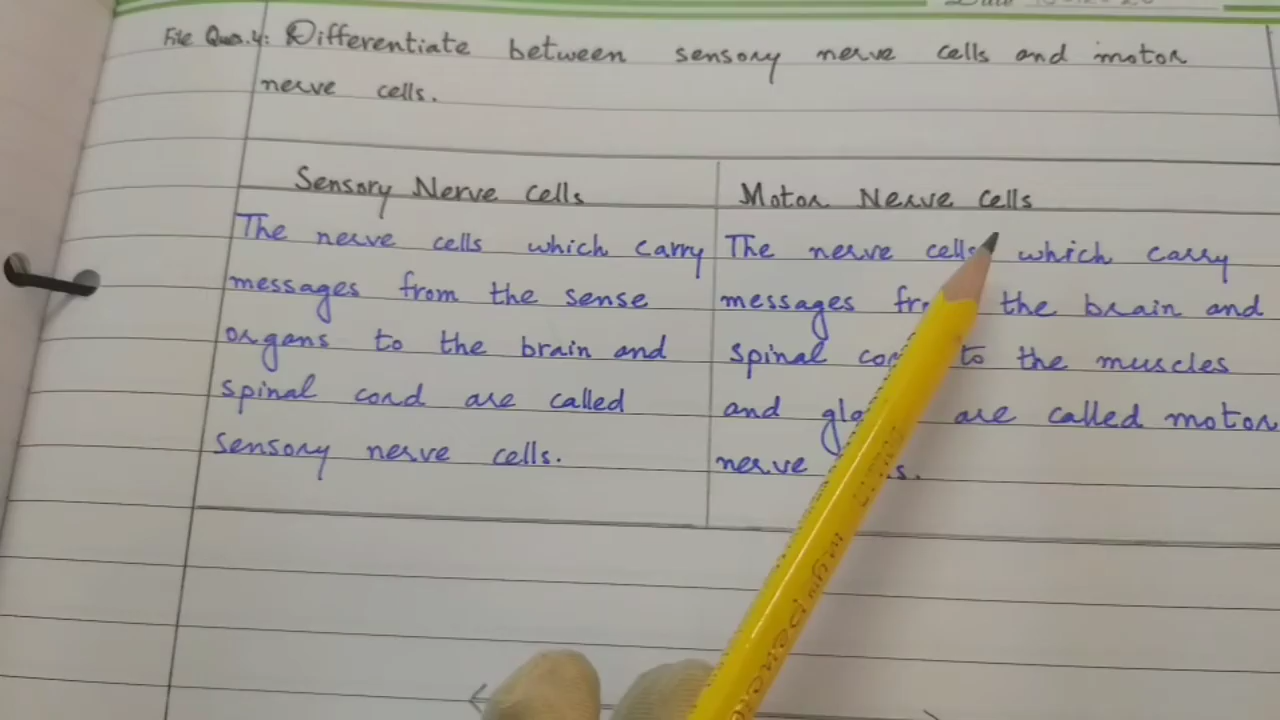 File Ques.4: Differentiate between sensory nerve cells and motor
nerve cells.
Sensory Nerve Cells
The nerve cells which carry
messages from the sense
organs to the brain and
spinal cord are called
sensory nerve cells.
Motor Nerve Cells
The nerve cells which carry
messages the brain and
spinal to the muscles
and are called motor
nerve